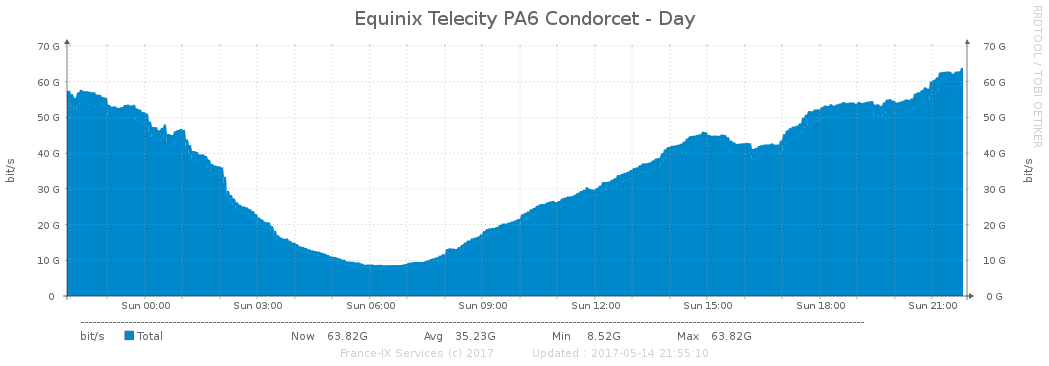 Equinix Telecity PA6 Condorcet - Day
RRDTOOL / TOBI OETIKER
70 G 70 G
60 G 60 G
50 G 50 G
40 G 40 G
30 G 30 G
20 G 20 G
10 G 10 G
0 0 G
bit/s bit/s
Sun 00:00 Sun 03:00 Sun 06:00 Sun 09:00 Sun 12:00 Sun 15:00 Sun 18:00 Sun 21:00
bit/s Total Now 63.82G Avg 35.23G Min 8.52G Max 63.82G
France-IX Services (c) 2017 Updated : 2017-05-14 21:55:10